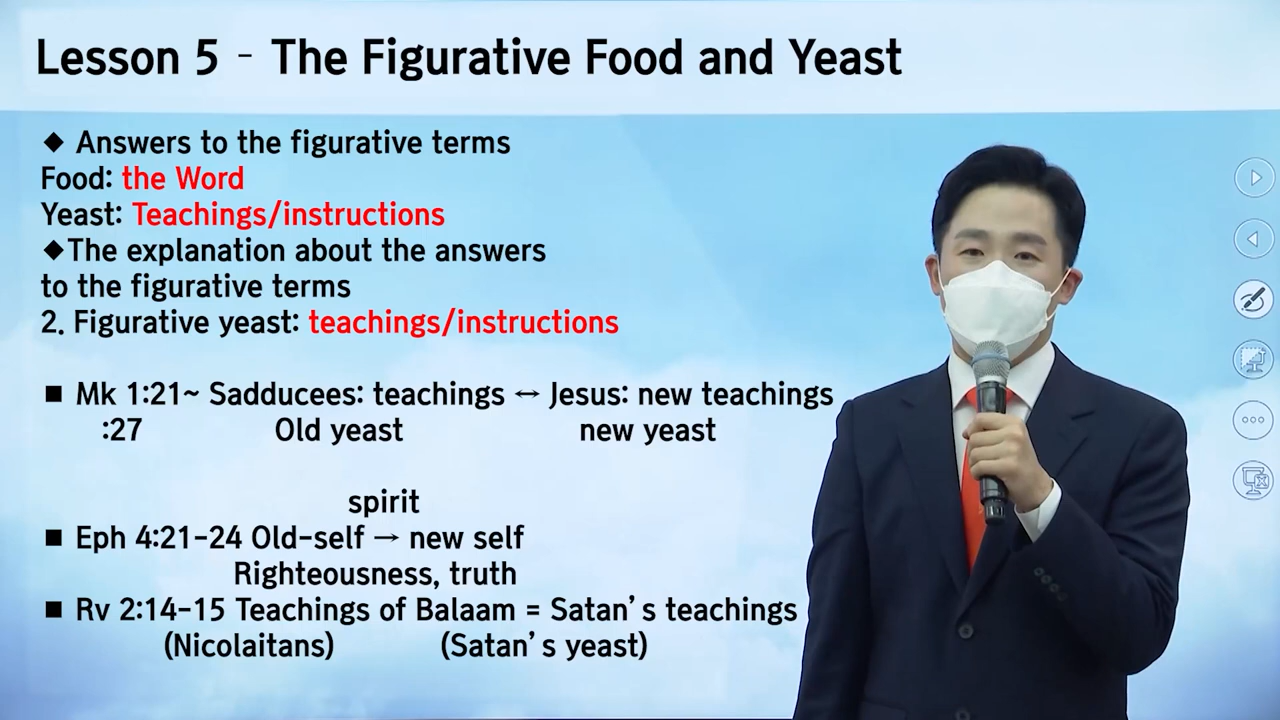 Lesson 5 - The Figurative Food and Yeast
◆ Answers to the figurative terms
Food: the Word
Yeast: Teachings/instructions
◆The explanation about the answers
to the figurative terms
2. Figurative yeast: teachings/instructions
■ Mk 1:21~ Sadducees: teachings ↔ Jesus: new teachings
:27 Old yeast new yeast
spirit
■ Eph 4:21-24 Old-self → new self
Righteousness, truth
■ Rv 2:14-15 Teachings of Balaam = Satan's teachings
(Nicolaitans) (Satan's yeast)